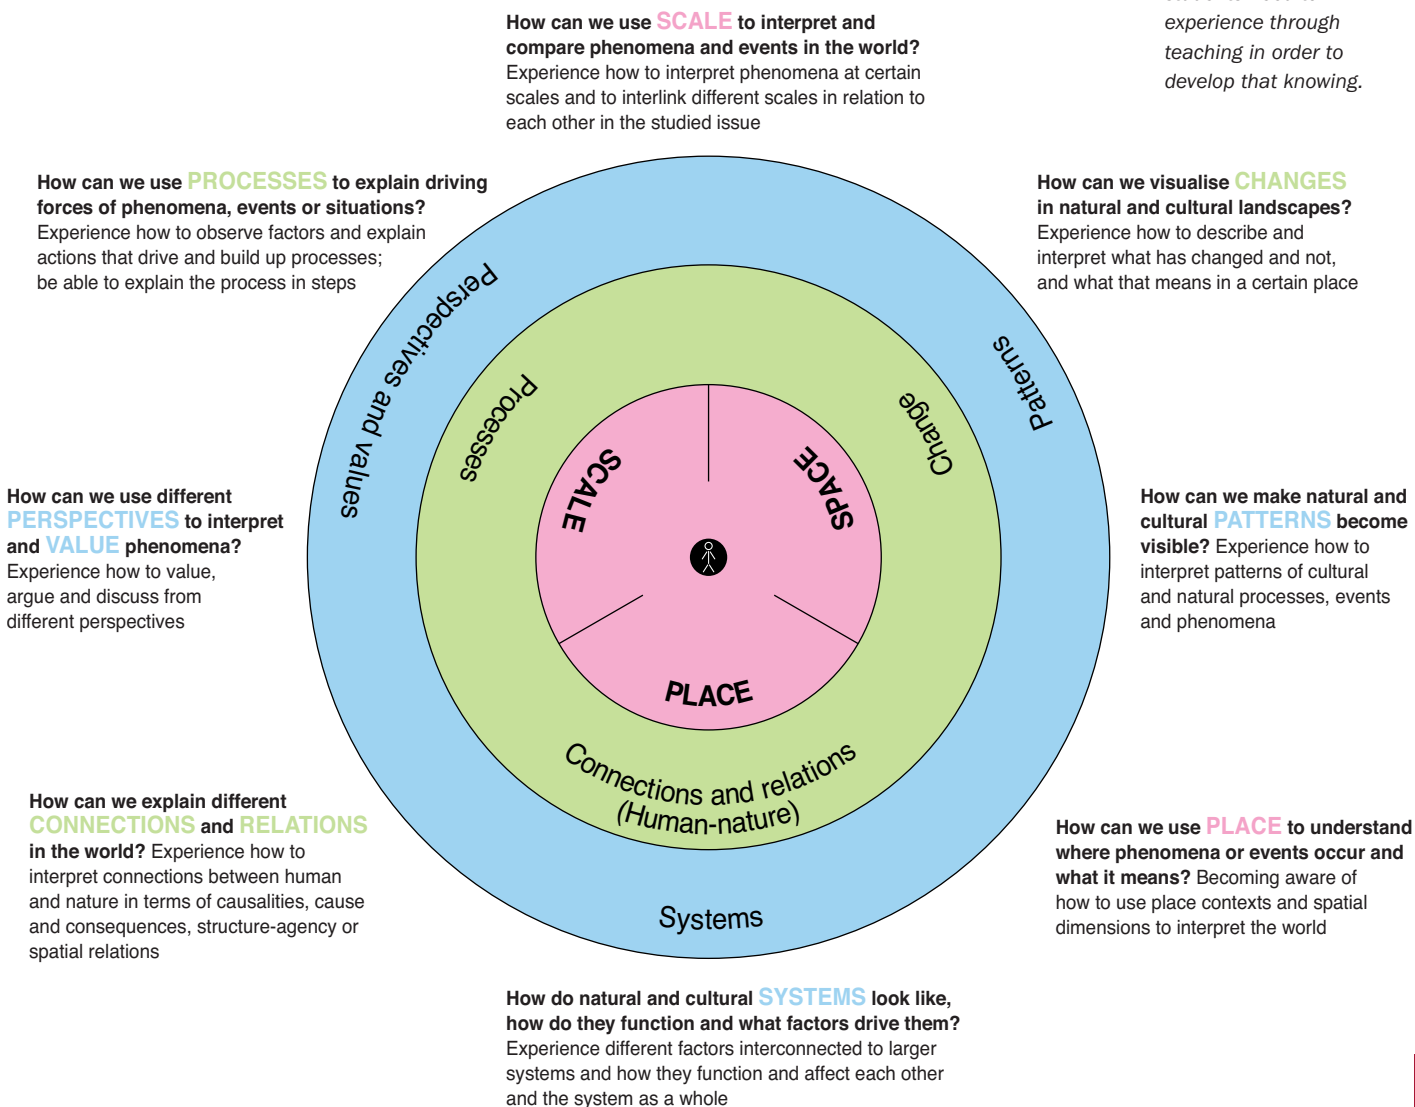 experience through
teaching in order to
develop that knowing.
How can we use SCALE to interpret and
compare phenomena and events in the world?
Experience how to interpret phenomena at certain
scales and to interlink different scales in relation to
each other in the studied issue
How can we use PROCESSES to explain driving
forces of phenomena, events or situations?
Experience how to observe factors and explain
actions that drive and build up processes;
be able to explain the process in steps
How can we visualise CHANGES
in natural and cultural landscapes?
Experience how to describe and
interpret what has changed and not,
and what that means in a certain place
How can we use different
PERSPECTIVES to interpret
and VALUE phenomena?
Experience how to value,
argue and discuss from
different perspectives
Perspectives and values
Patterns
Processes
Change
SCALE
SPACE
PLACE
Connections and relations
(Human-nature)
Systems
How can we make natural and
cultural PATTERNS become
visible? Experience how to
interpret patterns of cultural
and natural processes, events
and phenomena
How can we explain different
CONNECTIONS and RELATIONS
in the world? Experience how to
interpret connections between human
and nature in terms of causalities, cause
and consequences, structure-agency or
spatial relations
How can we use PLACE to understand
where phenomena or events occur and
what it means? Becoming aware of
how to use place contexts and spatial
dimensions to interpret the world
How do natural and cultural SYSTEMS look like,
how do they function and what factors drive them?
Experience different factors interconnected to larger
systems and how they function and affect each other
and the system as a whole